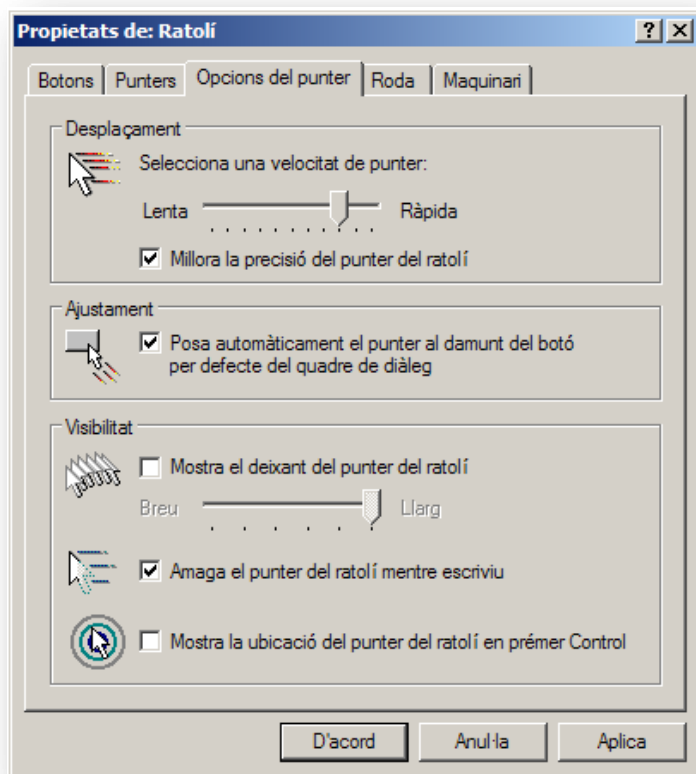 Propietats de: Ratolí
Botons Punters Opcions del punter Roda Maquinari
Desplaçament
Selecciona una velocitat de punter:
Lenta Ràpida
Millora la precisió del punter del ratolí
Ajustament
Posa automàticament el punter al damunt del botó
per defecte del quadre de diàleg
Visibilitat
Mostra el deixant del punter del ratolí
Breu Llarg
Amaga el punter del ratolí mentre escriviu
Mostra la ubicació del punter del ratolí en prémer Control
D'acord Anul·la Aplica